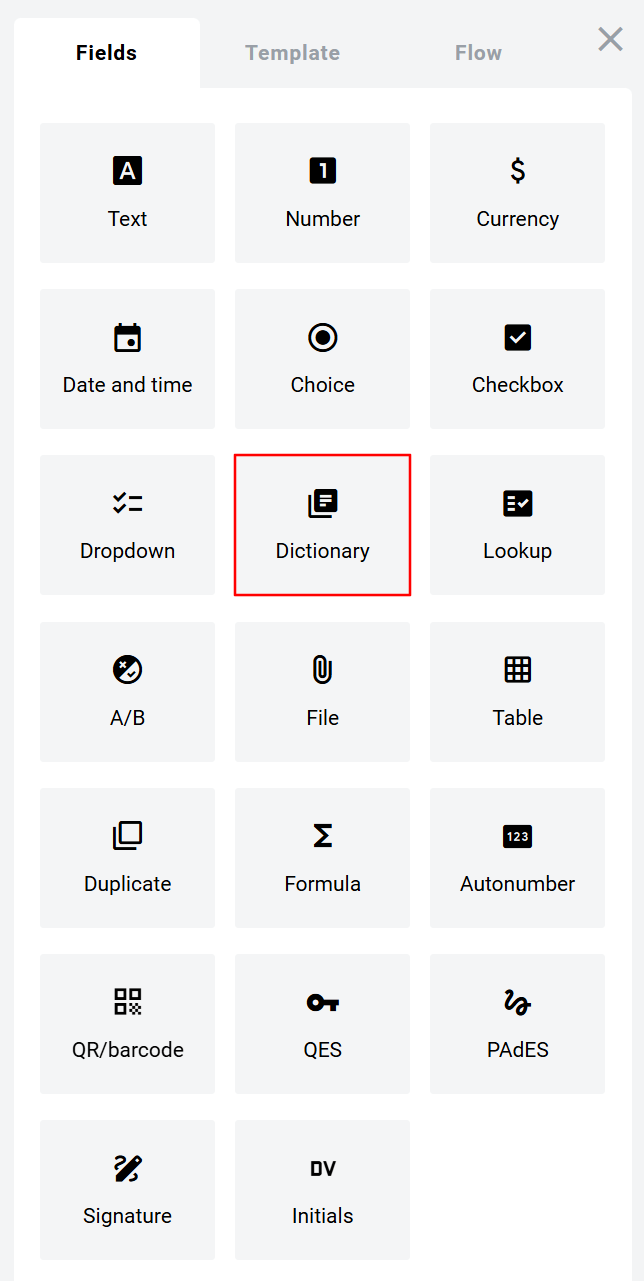 Fields Template Flow
A 1 $
Text Number Currency
Date and time Choice Checkbox
Dropdown Dictionary Lookup
A/B File Table
Σ 123
Duplicate Formula Autonumber
QR/barcode QES PAdES
DV
Signature Initials